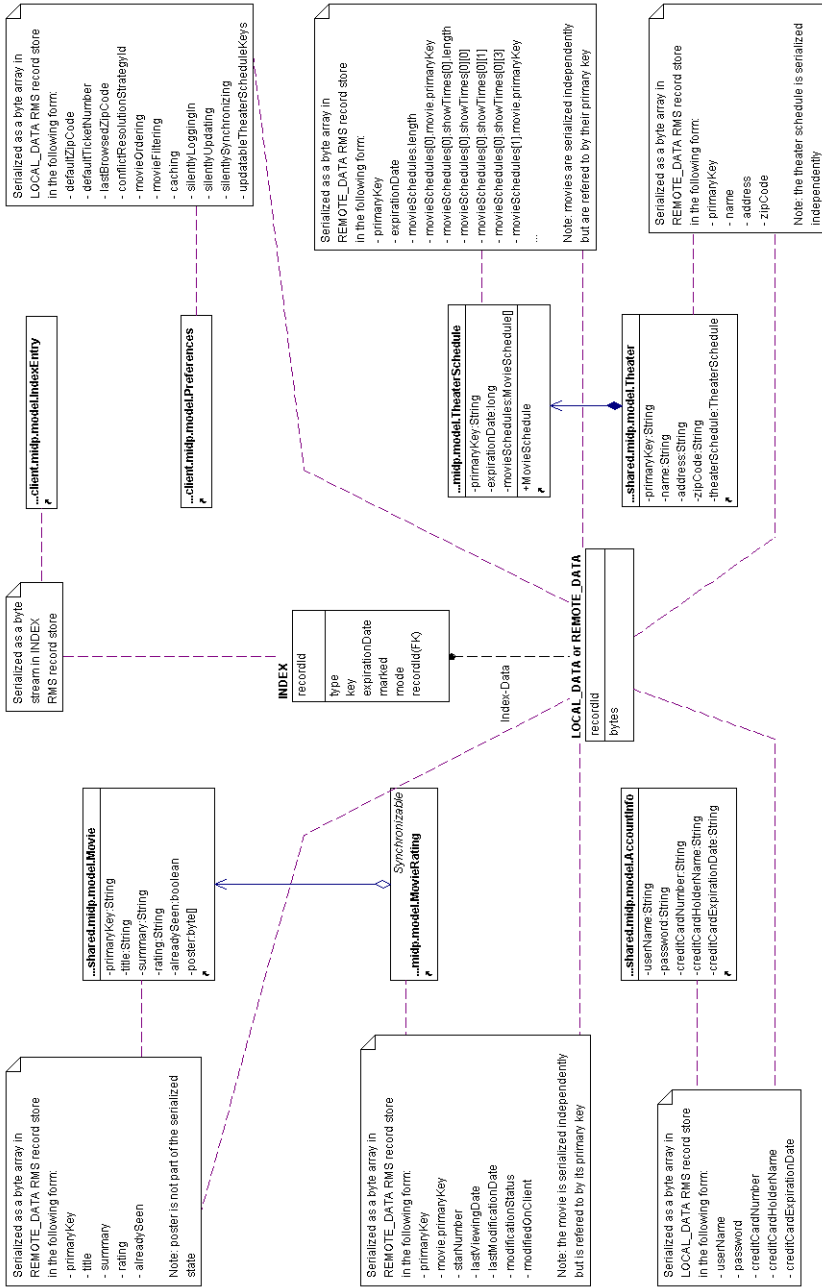 Serialized as a byte array in
REMOTE_DATA RMS record store
in the following form:
- primaryKey
- title
- summary
- rating
- alreadySeen
Note: poster is not part of the serialized
state
...shared.midp.model.Movie
-primaryKey:String
-title:String
-summary:String
-rating:String
-alreadySeen:boolean
-poster:byte[]
Serialized as a byte
stream in INDEX
RMS record store
...client.midp.model.IndexEntry
Serialized as a byte array in
LOCAL_DATA RMS record store
in the following form:
- defaultZipCode
- defaultTicketNumber
- lastBrowsedZipCode
- conflictResolutionStrategyId
- movieOrdering
- movieFiltering
- caching
- silentlyLoggingIn
- silentlyUpdating
- silentlySynchronizing
- updatableTheaterScheduleKeys
...client.midp.model.Preferences
INDEX
recordId
type
key
expirationDate
marked
mode
recordId(FK)
Index-Data
Serialized as a byte array in
REMOTE_DATA RMS record store
in the following form:
- primaryKey
- movie.primaryKey
- starNumber
- lastViewingDate
- lastModificationDate
- modificationStatus
- modifiedOnClient
Note: the movie is serialized independently
but is refered to by its primary key
Synchronizable
...midp.model.MovieRating
...midp.model.TheaterSchedule
-primaryKey:String
-expirationDate:long
-movieSchedules:MovieSchedule[]
+MovieSchedule
Serialized as a byte array in
REMOTE_DATA RMS record store
in the following form:
- primaryKey
- expirationDate
- movieSchedules.length
- movieSchedules[0].movie.primaryKey
- movieSchedules[0].showTimes[0].length
- movieSchedules[0].showTimes[0][0]
- movieSchedules[0].showTimes[0][1]
- movieSchedules[0].showTimes[0][3]
- movieSchedules[1].movie.primaryKey
...
Note: movies are serialized independently
but are refered to by their primary key
LOCAL_DATA or REMOTE_DATA
recordId
bytes
Serialized as a byte array in
LOCAL_DATA RMS record store
in the following form:
- userName
- password
creditCardNumber
- creditCardHolderName
- creditCardExpirationDate
...shared.midp.model.AccountInfo
-userName:String
-password:String
-creditCardNumber:String
-creditCardHolderName:String
-creditCardExpirationDate:String
...shared.midp.model.Theater
-primaryKey:String
-name:String
-address:String
-zipCode:String
-theaterSchedule:TheaterSchedule
Serialized as a byte array in
REMOTE_DATA RMS record store
in the following form:
- primaryKey
- name
- address
- zipCode
Note: the theater schedule is serialized
independently